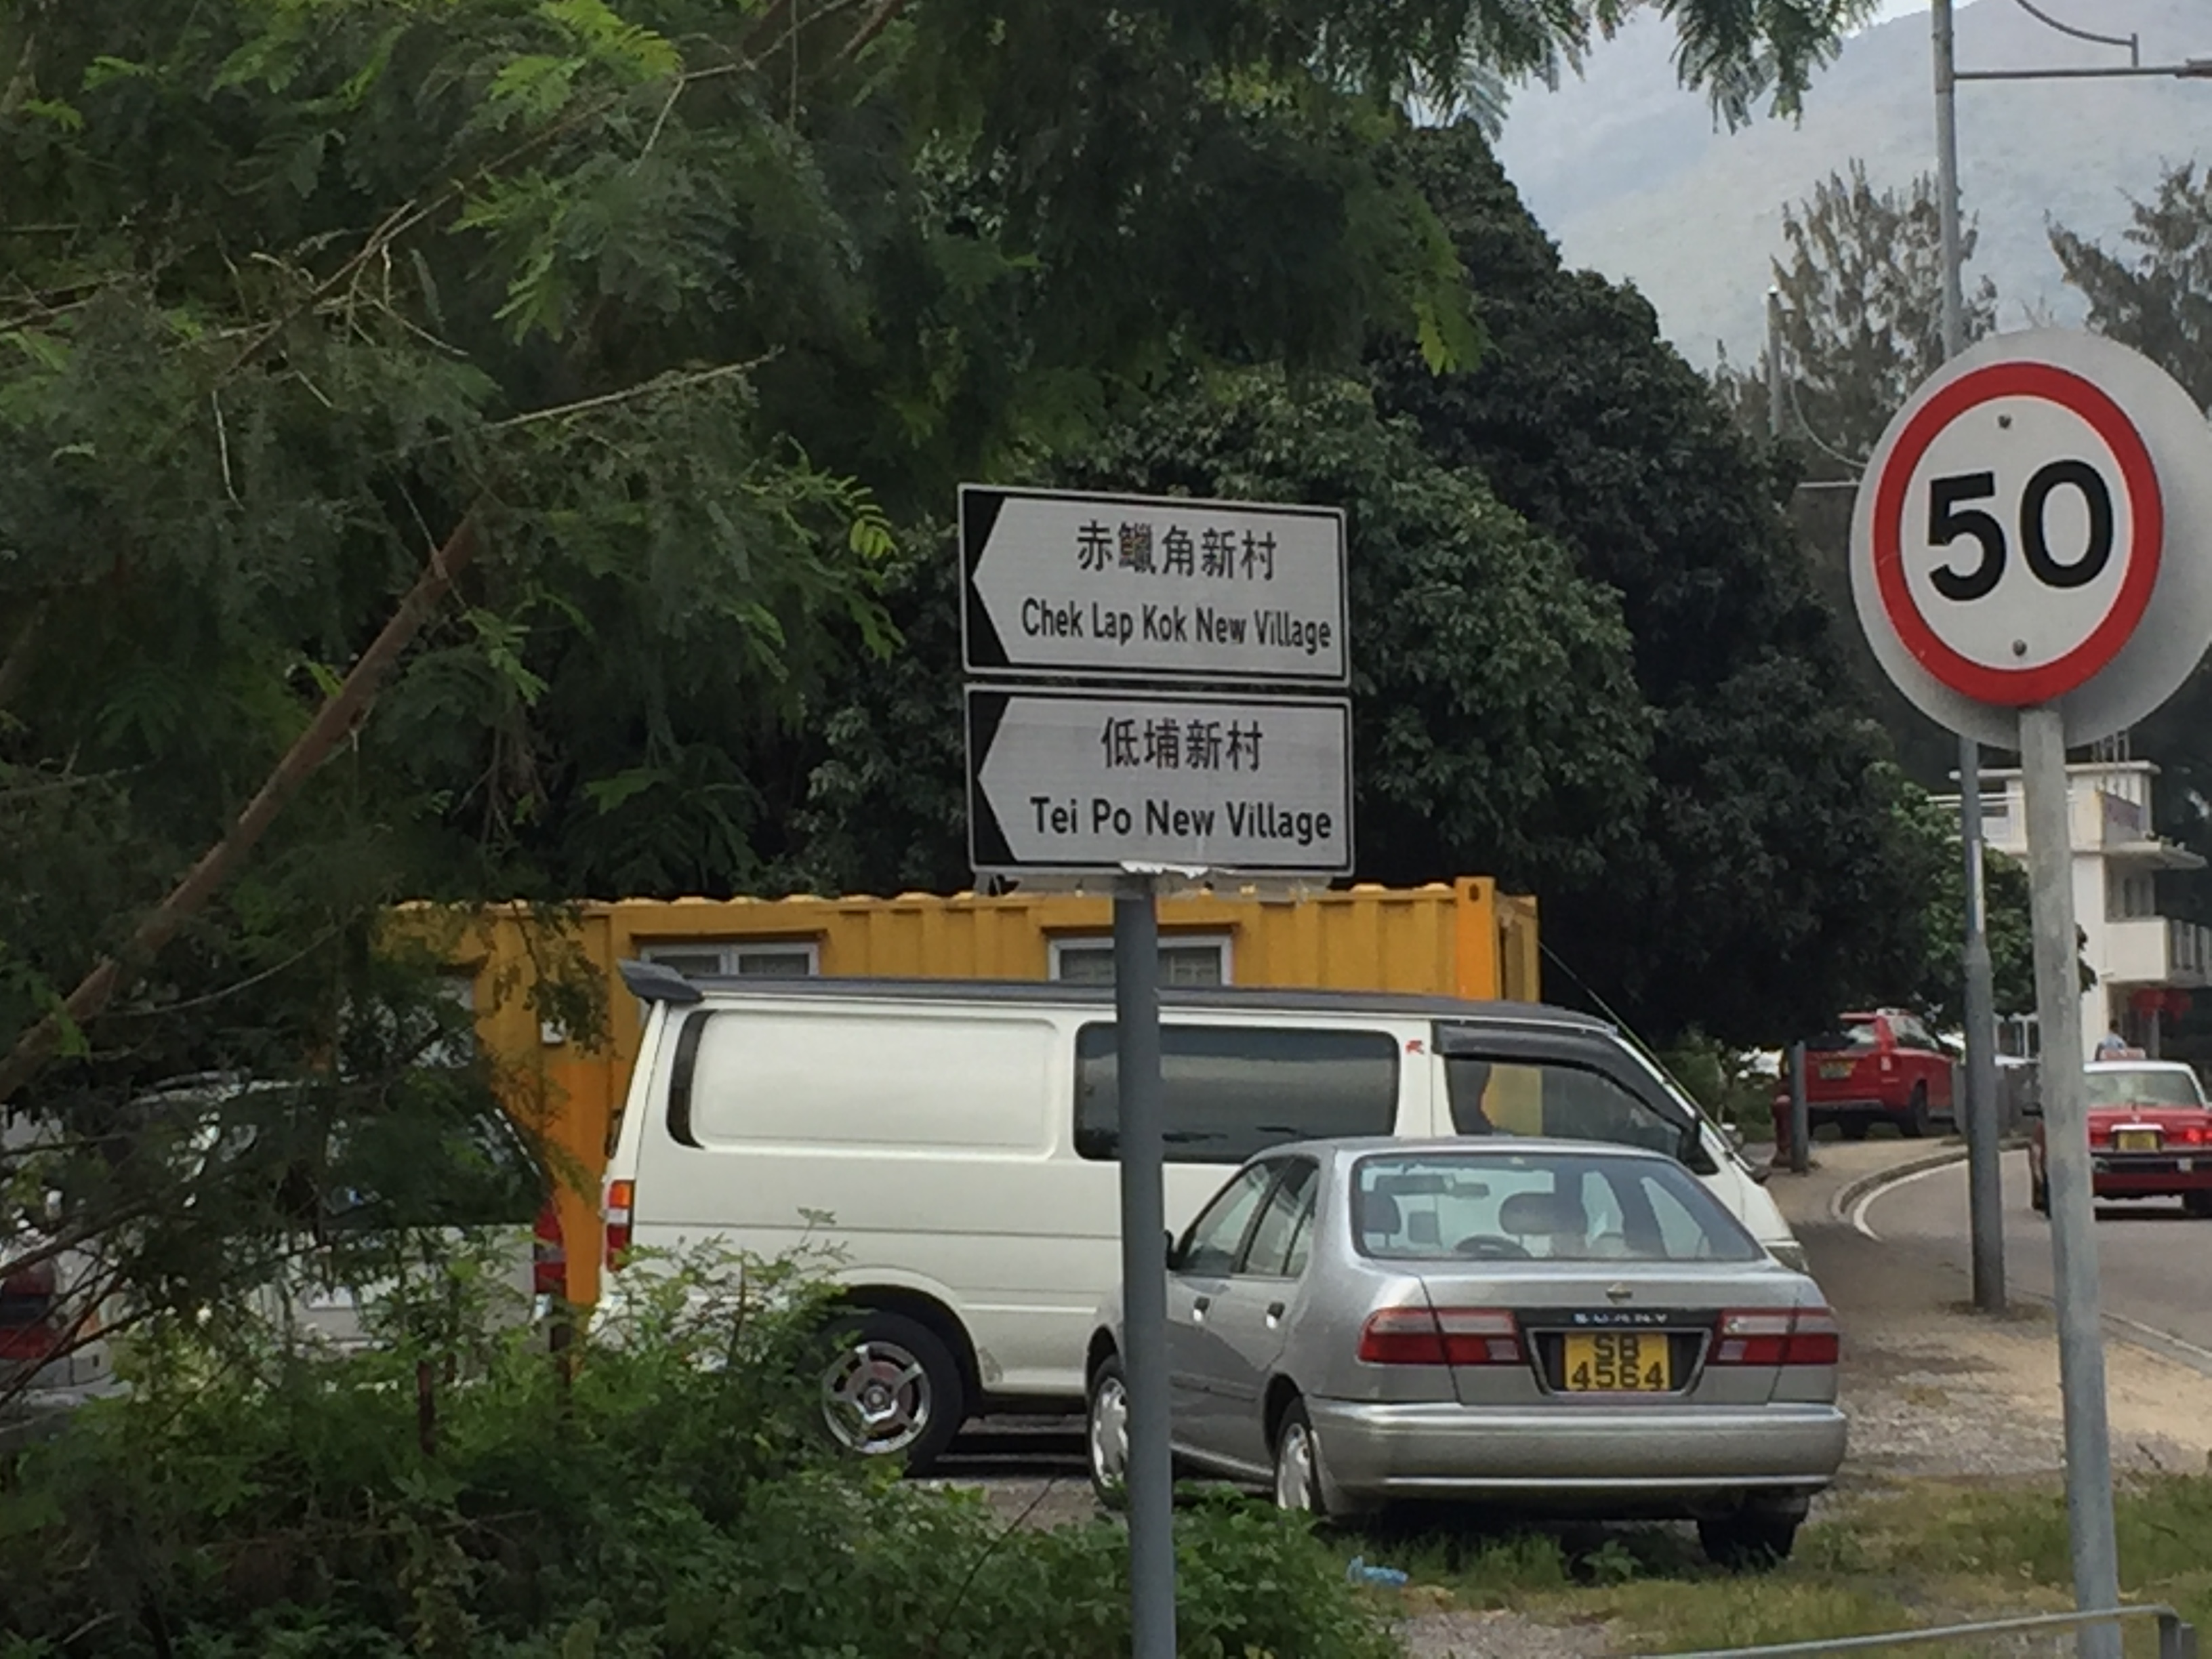 赤鱲角新村
Chek Lap Kok New Village
低埔新村
Tei Po New Village
50
SUNNY
SB
4564